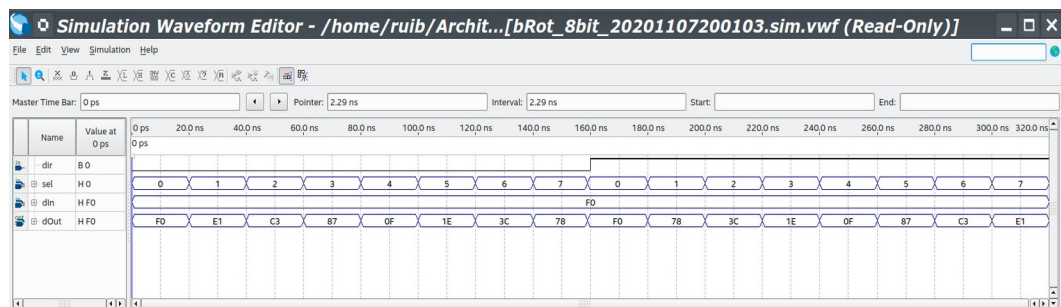 Simulation Waveform Editor - /home/ruib/Archit...[bRot_8bit_20201107200103.sim.vwf (Read-Only)]
File Edit View Simulation Help
Master Time Bar: 0 ps Pointer: 2.29 ns Interval: 2.29 ns Start: End:
Name Value at 0 ps
0 ps 20.0 ns 40.0 ns 60.0 ns 80.0 ns 100.0 ns 120.0 ns 140.0 ns 160.0 ns 180.0 ns 200.0 ns 220.0 ns 240.0 ns 260.0 ns 280.0 ns 300.0 ns 320.0 ns
0 ps
dir B 0
sel H 0 0 1 2 3 4 5 6 7 0 1 2 3 4 5 6 7
dIn H F0 F0
dOut H F0 F0 E1 C3 87 0F 1E 3C 78 F0 78 3C 1E 0F 87 C3 E1